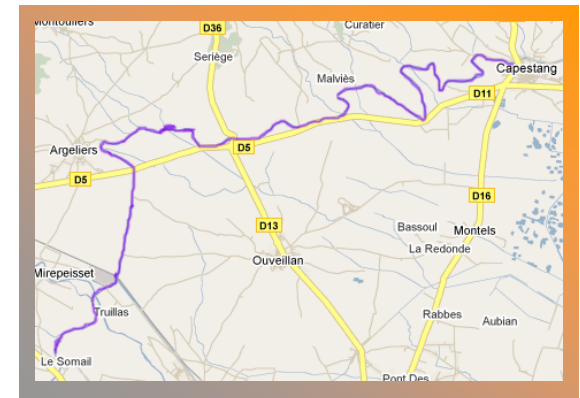 Montouliers
D36
Curatier
Seriège
Capestang
Malviès
D11
Argeliers
D5
D5
D16
D13
Bassoul
Montels
La Redonde
Ouveillan
Mirepeisset
Truillas
Rabbes
Aubian
Le Somail
Pont Des